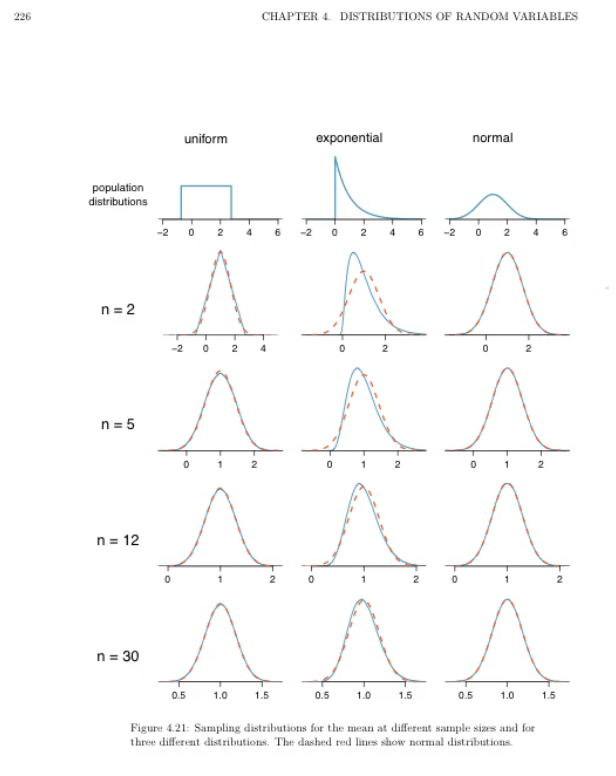 226
CHAPTER 4. DISTRIBUTIONS OF RANDOM VARIABLES
uniform
exponential
normal
population
distributions
−2 0 2 4 6
−2 0 2 4 6
−2 0 2 4 6
n = 2
−2 0 2 4
0 2
0 2
n = 5
0 1 2
0 1 2
0 1 2
n = 12
0 1 2
0 1 2
0 1 2
n = 30
0.5 1.0 1.5
0.5 1.0 1.5
0.5 1.0 1.5
Figure 4.21: Sampling distributions for the mean at different sample sizes and for
three different distributions. The dashed red lines show normal distributions.